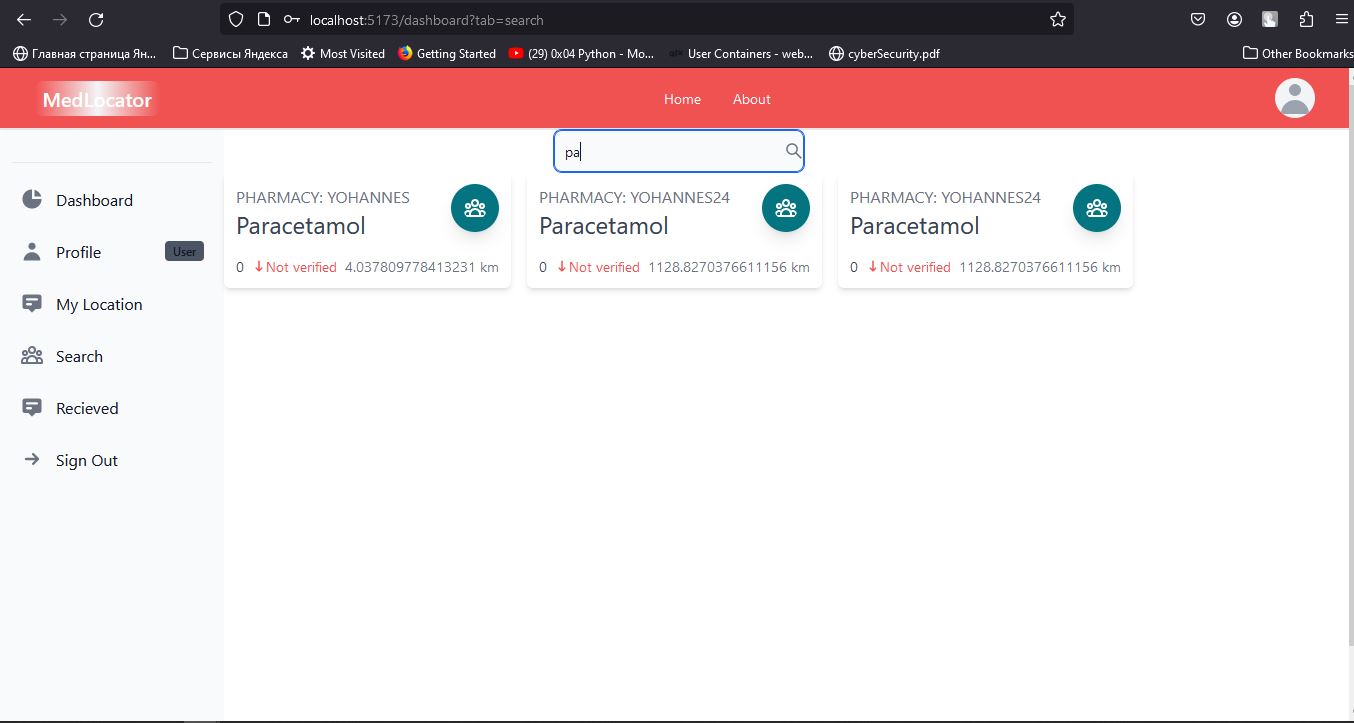 localhost:5173/dashboard?tab=search
Главная страница Ян...
Сервисы Яндекса
Most Visited
Getting Started
(29) 0x04 Python - Mo...
User Containers - web...
cyberSecurity.pdf
Other Bookmarks
MedLocator
Home
About
pa
Dashboard
Profile
User
My Location
Search
Recieved
Sign Out
PHARMACY: YOHANNES
Paracetamol
0 Not verified 4.037809778413231 km
PHARMACY: YOHANNES24
Paracetamol
0 Not verified 1128.8270376611156 km
PHARMACY: YOHANNES24
Paracetamol
0 Not verified 1128.8270376611156 km